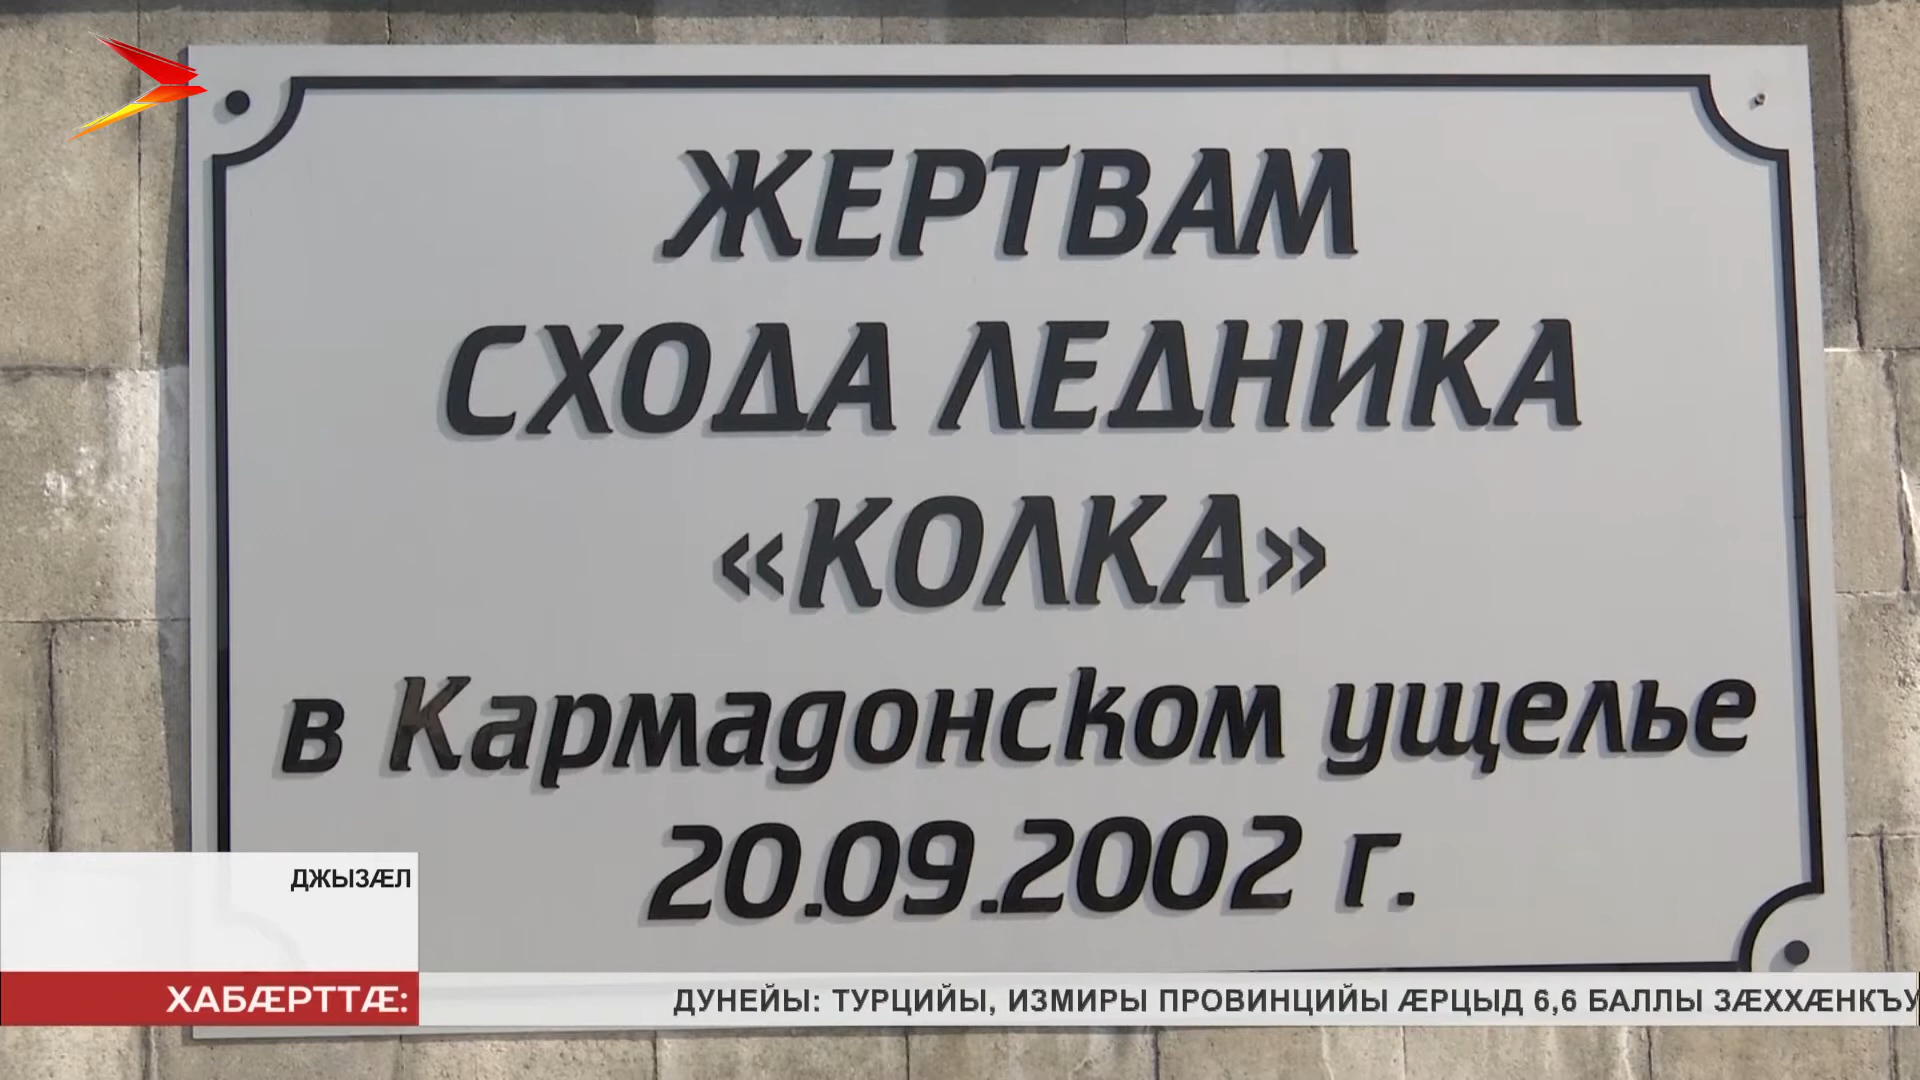 ЖЕРТВАМ
СХОДА ЛЕДНИКА
«КОЛКА»
в Кармадонском ущелье
20.09.2002 г.
ДЖЫЗÆЛ
ХАБÆРТТÆ:
ДУНЕЙЫ: ТУРЦИЙЫ, ИЗМИРЫ ПРОВИНЦИЙЫ ÆРЦЫД 6,6 БАЛЛЫ